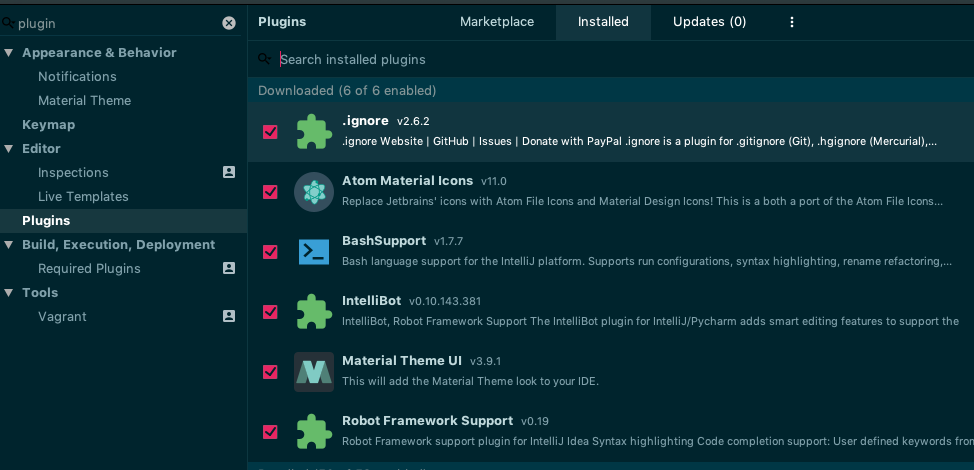 plugin
Appearance & Behavior
Notifications
Material Theme
Keymap
Editor
Inspections
Live Templates
Plugins
Build, Execution, Deployment
Required Plugins
Tools
Vagrant
Plugins Marketplace Installed Updates (0)
Search installed plugins
Downloaded (6 of 6 enabled)
.ignore v2.6.2
.ignore Website | GitHub | Issues | Donate with PayPal .ignore is a plugin for .gitignore (Git), .hgignore (Mercurial),...
Atom Material Icons v11.0
Replace Jetbrains' icons with Atom File Icons and Material Design Icons! This is a both a port of the Atom File Icons...
BashSupport v1.7.7
Bash language support for the IntelliJ platform. Supports run configurations, syntax highlighting, rename refactoring,...
IntelliBot v0.10.143.381
IntelliBot, Robot Framework Support The IntelliBot plugin for IntelliJ/Pycharm adds smart editing features to support the
Material Theme UI v3.9.1
This will add the Material Theme look to your IDE.
Robot Framework Support v0.19
Robot Framework support plugin for IntelliJ Idea Syntax highlighting Code completion support: User defined keywords from